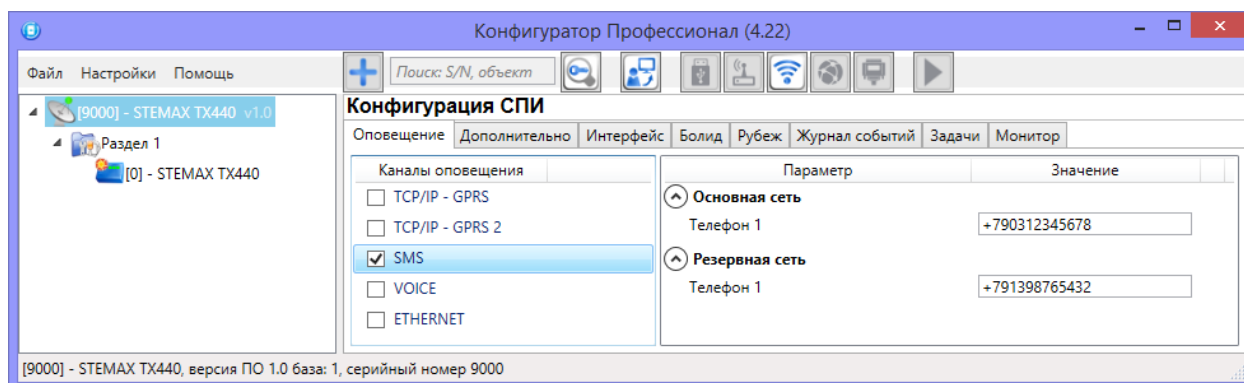 Конфигуратор Профессионал (4.22)
Файл Настройки Помощь
Поиск: S/N, объект
[9000] - STEMAX TX440 v1.0
Раздел 1
[0] - STEMAX TX440
Конфигурация СПИ
Оповещение Дополнительно Интерфейс Болид Рубеж Журнал событий Задачи Монитор
Каналы оповещения
TCP/IP - GPRS
TCP/IP - GPRS 2
SMS
VOICE
ETHERNET
Параметр Значение
Основная сеть
Телефон 1 +790312345678
Резервная сеть
Телефон 1 +791398765432
[9000] - STEMAX TX440, версия ПО 1.0 база: 1, серийный номер 9000